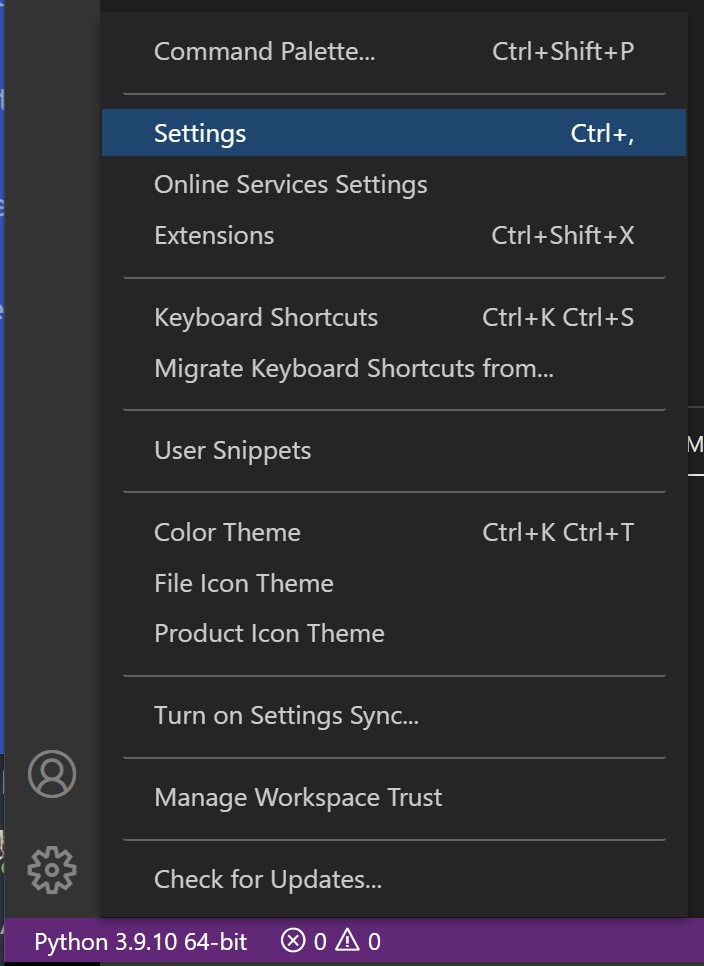 Command Palette... Ctrl+Shift+P
Settings Ctrl+,
Online Services Settings
Extensions Ctrl+Shift+X
Keyboard Shortcuts Ctrl+K Ctrl+S
Migrate Keyboard Shortcuts from...
M
User Snippets
Color Theme Ctrl+K Ctrl+T
File Icon Theme
Product Icon Theme
Turn on Settings Sync...
Manage Workspace Trust
Check for Updates...
Python 3.9.10 64-bit 0 0